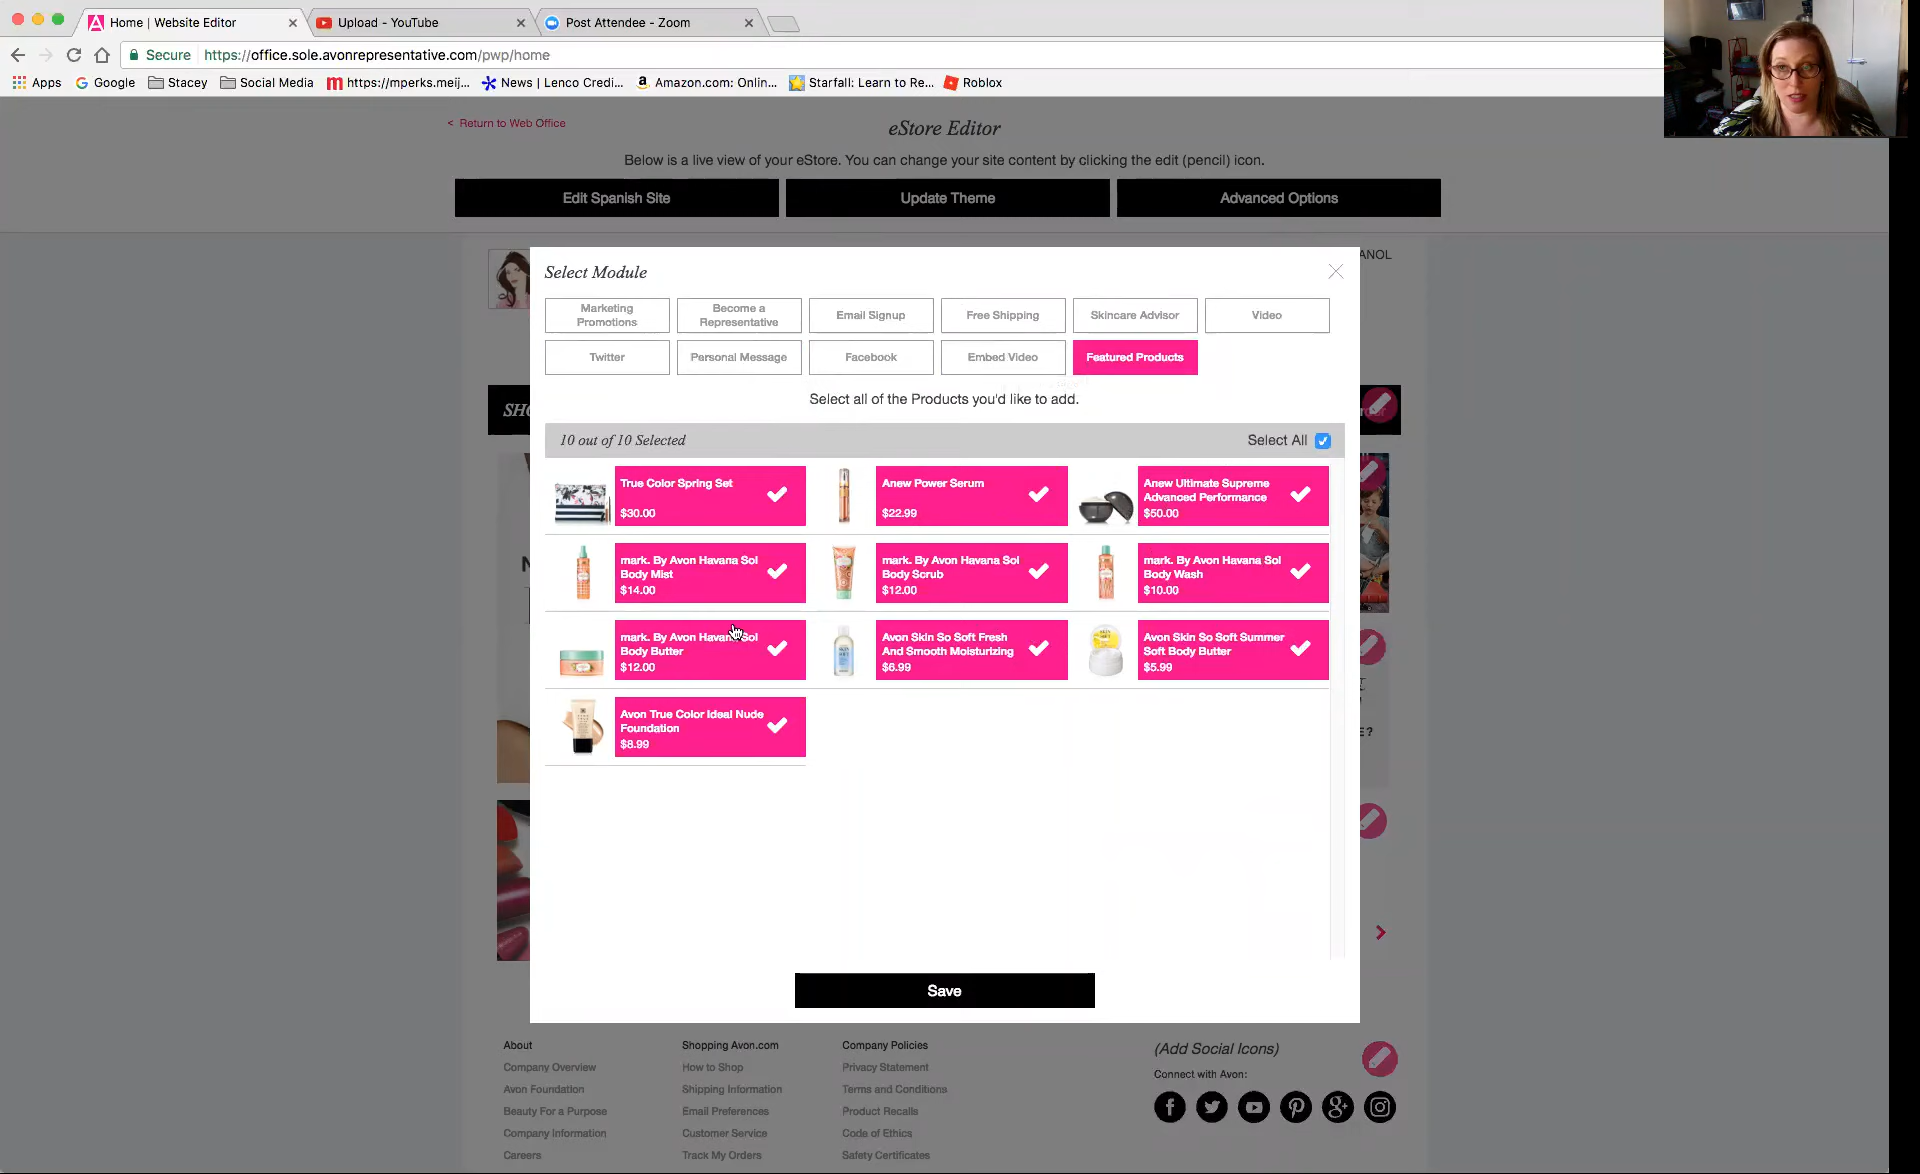 Home | Website Editor
Upload - YouTube
Post Attendee - Zoom
Secure
https://office.sole.avonrepresentative.com/pwp/home
Apps
Google
Stacey
Social Media
https://mperks.meij...
News | Lenco Credi...
Amazon.com: Onlin...
Starfall: Learn to Re...
Roblox
< Return to Web Office
eStore Editor
Below is a live view of your eStore. You can change your site content by clicking the edit (pencil) icon.
Edit Spanish Site
Update Theme
Advanced Options
ANOL
SHO
Select Module
Marketing
Promotions
Become a
Representative
Email Signup
Free Shipping
Skincare Advisor
Video
Twitter
Personal Message
Facebook
Embed Video
Featured Products
Select all of the Products you'd like to add.
10 out of 10 Selected
Select All
True Color Spring Set
$30.00
Anew Power Serum
$22.99
Anew Ultimate Supreme
Advanced Performance
$50.00
mark. By Avon Havana Sol
Body Mist
$14.00
mark. By Avon Havana Sol
Body Scrub
$12.00
mark. By Avon Havana Sol
Body Wash
$10.00
mark. By Avon Havana Sol
Body Butter
$12.00
Avon Skin So Soft Fresh
And Smooth Moisturizing
$6.99
Avon Skin So Soft Summer
Soft Body Butter
$5.99
Avon True Color Ideal Nude
Foundation
$8.99
E?
Save
About
Company Overview
Avon Foundation
Beauty For a Purpose
Company Information
Careers
Shopping Avon.com
How to Shop
Shipping Information
Email Preferences
Customer Service
Track My Orders
Company Policies
Privacy Statement
Terms and Conditions
Product Recalls
Code of Ethics
Safety Certificates
(Add Social Icons)
Connect with Avon: